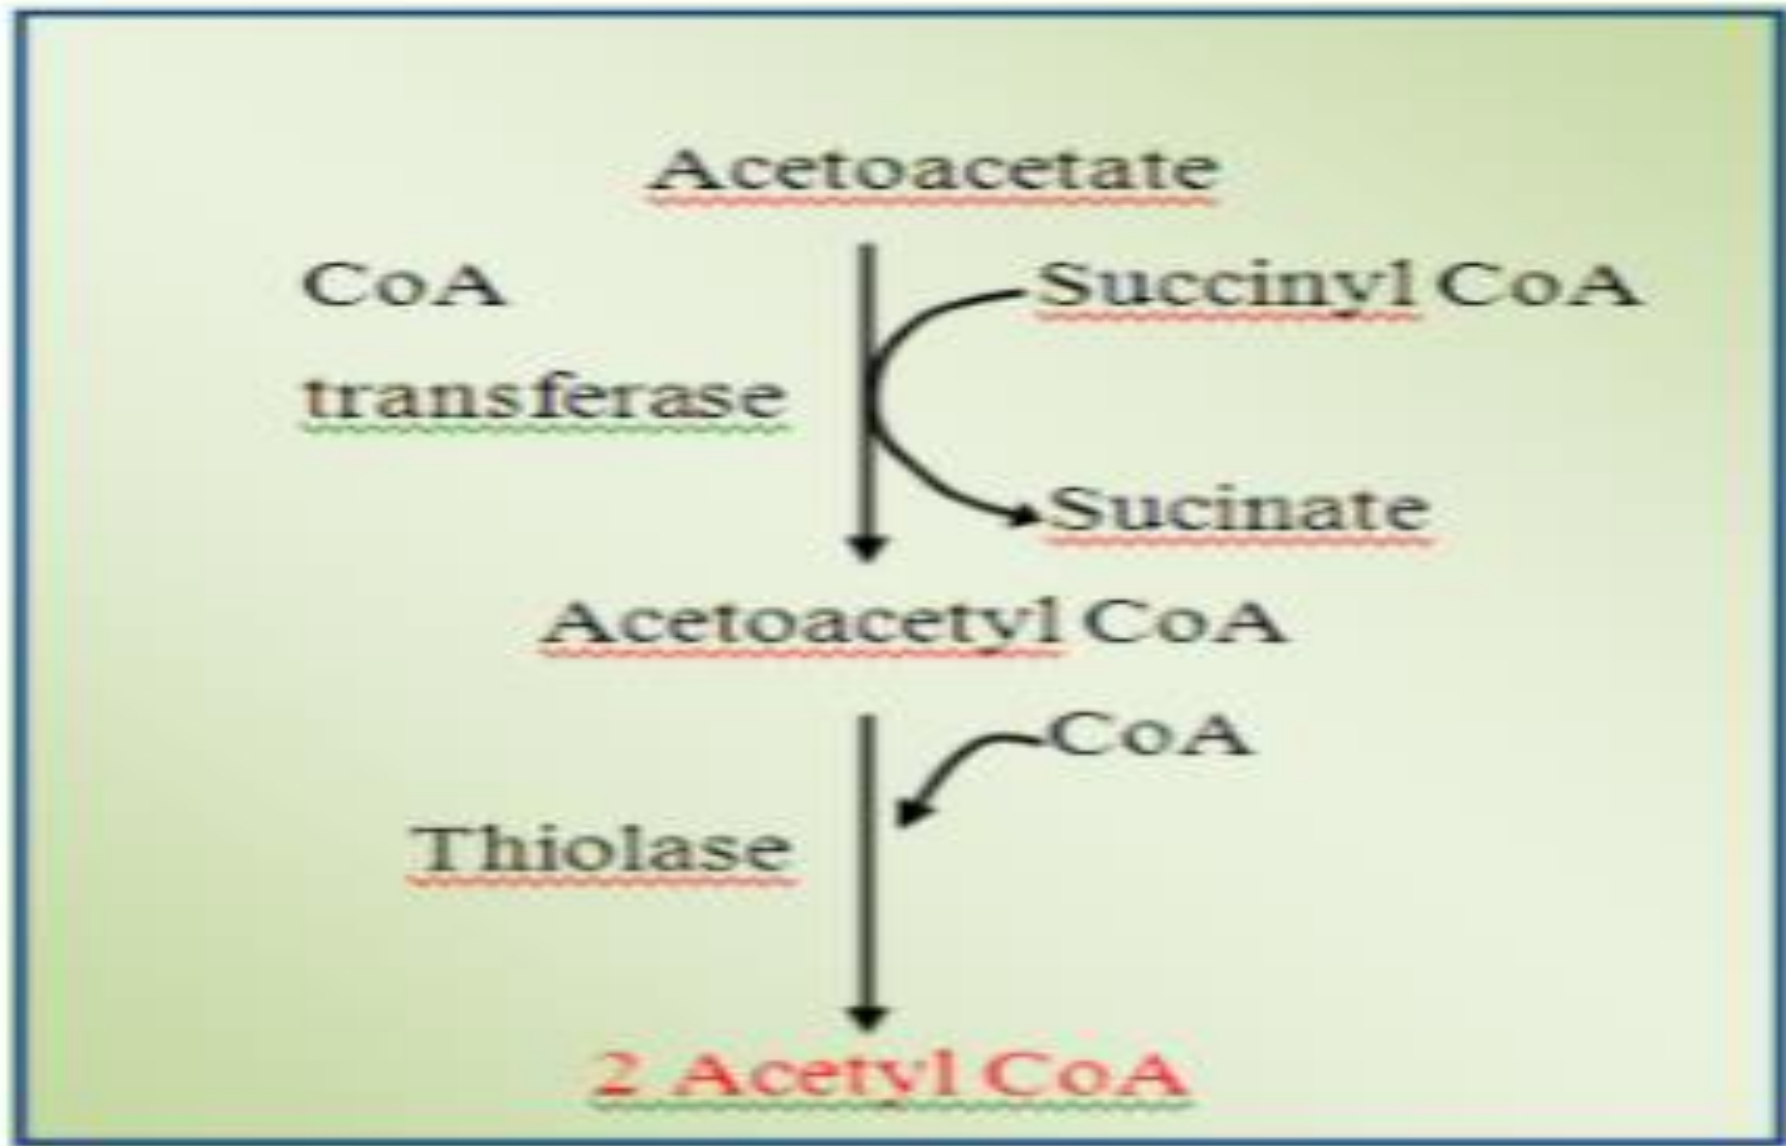 Acetoacetate
CoA
Succinyl CoA
transferase
Sucinate
Acetoacetyl CoA
CoA
Thiolase
2 Acetyl CoA